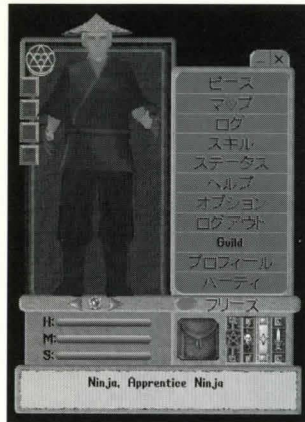 ピース
マップ
ログ
スキル
ステータス
ヘルプ
オプション
ログアウト
Guild
プロフィール
パーティ
フリーズ
H:
M:
S:
Ninja, Apprentice Ninja